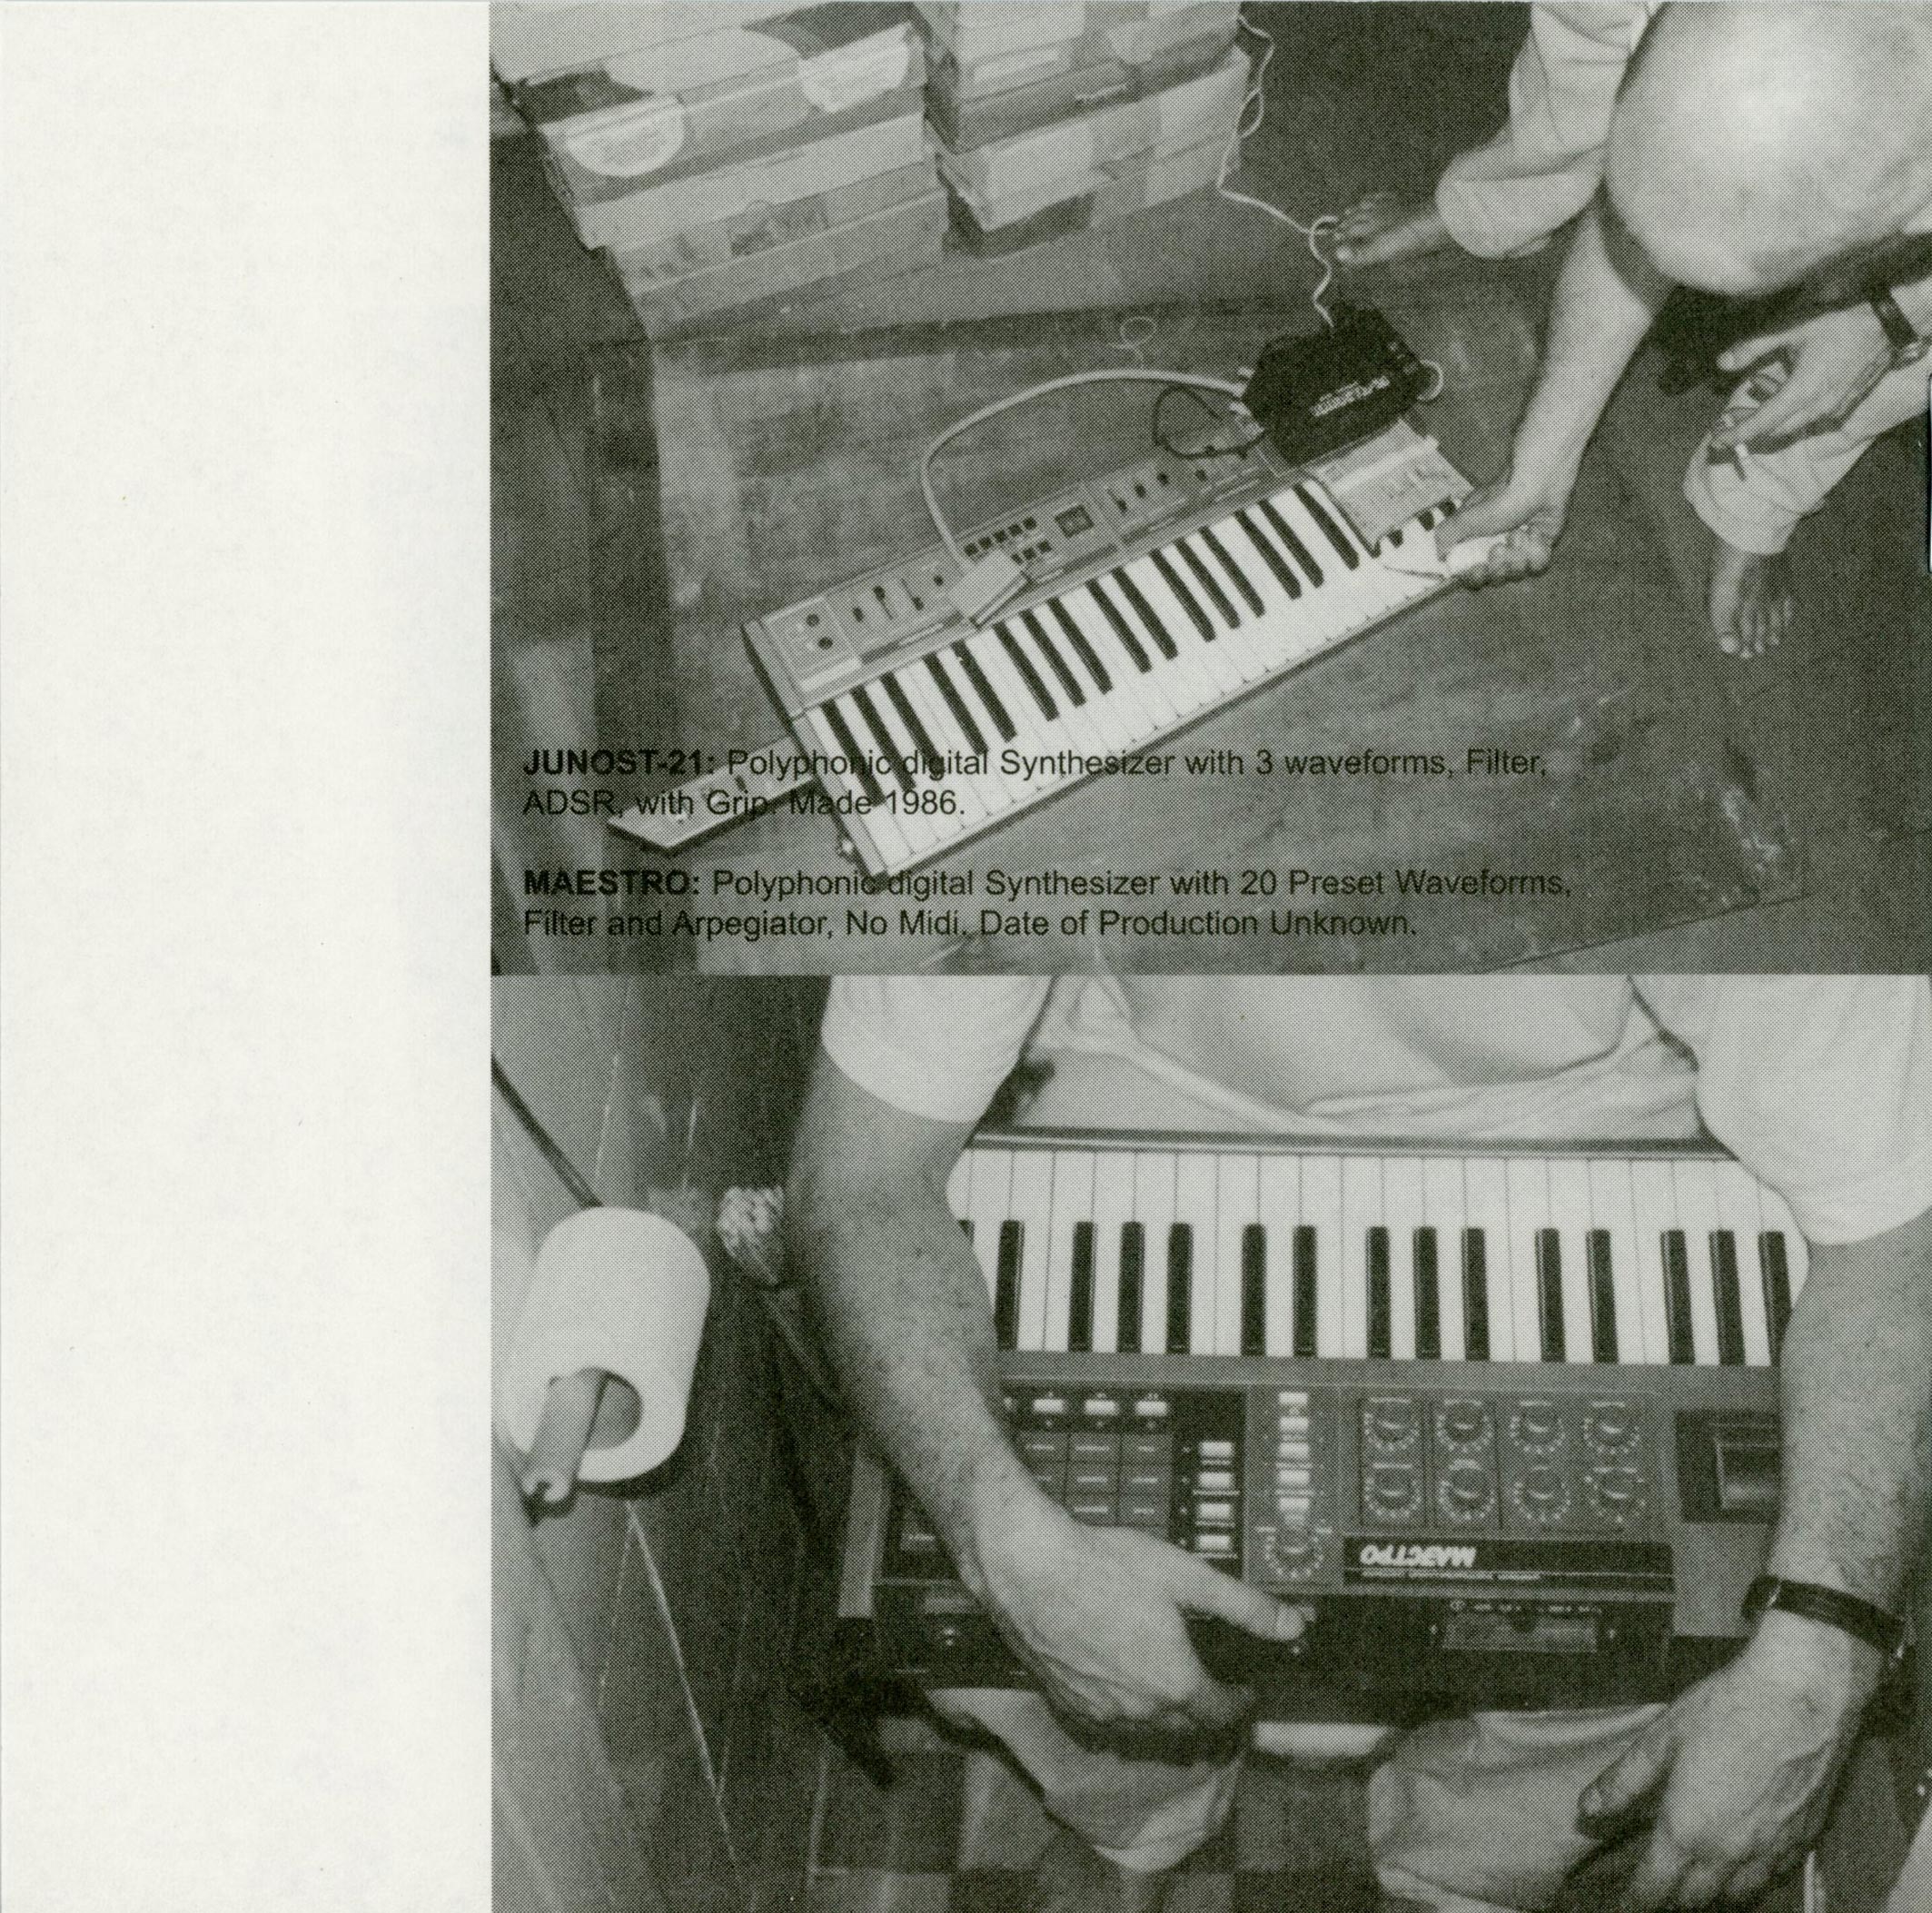 JUNOST-21: Polyphonic digital Synthesizer with 3 waveforms, Filter,
ADSR, with Grip. Made 1986.
MAESTRO: Polyphonic digital Synthesizer with 20 Preset Waveforms,
Filter and Arpegiator, No Midi. Date of Production Unknown.
МАЭСТРО